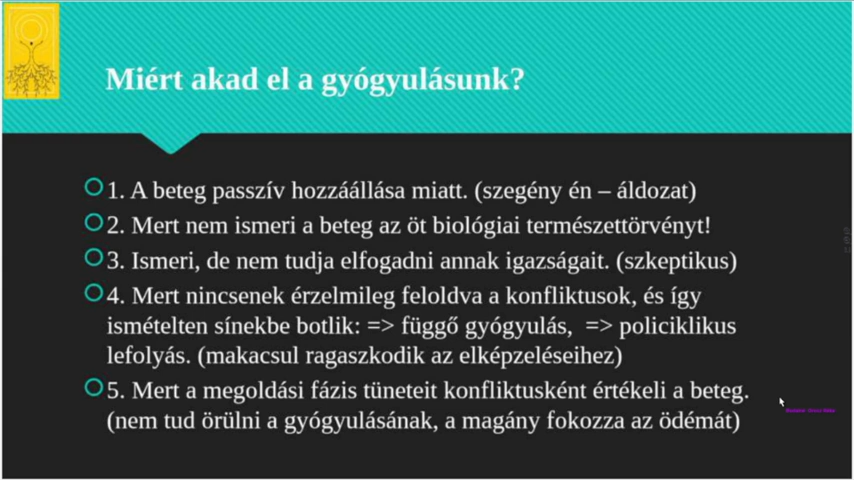 Miért akad el a gyógyulásunk?
1. A beteg passzív hozzáállása miatt. (szegény én – áldozat)
2. Mert nem ismeri a beteg az öt biológiai természettörvényt!
3. Ismeri, de nem tudja elfogadni annak igazságait. (szkeptikus)
4. Mert nincsenek érzelmileg feloldva a konfliktusok, és így
ismételten sínekbe botlik: => függő gyógyulás, => policiklikus
lefolyás. (makacsul ragaszkodik az elképzeléseihez)
5. Mert a megoldási fázis tüneteit konfliktusként értékeli a beteg.
(nem tud örülni a gyógyulásának, a magány fokozza az ödémát)